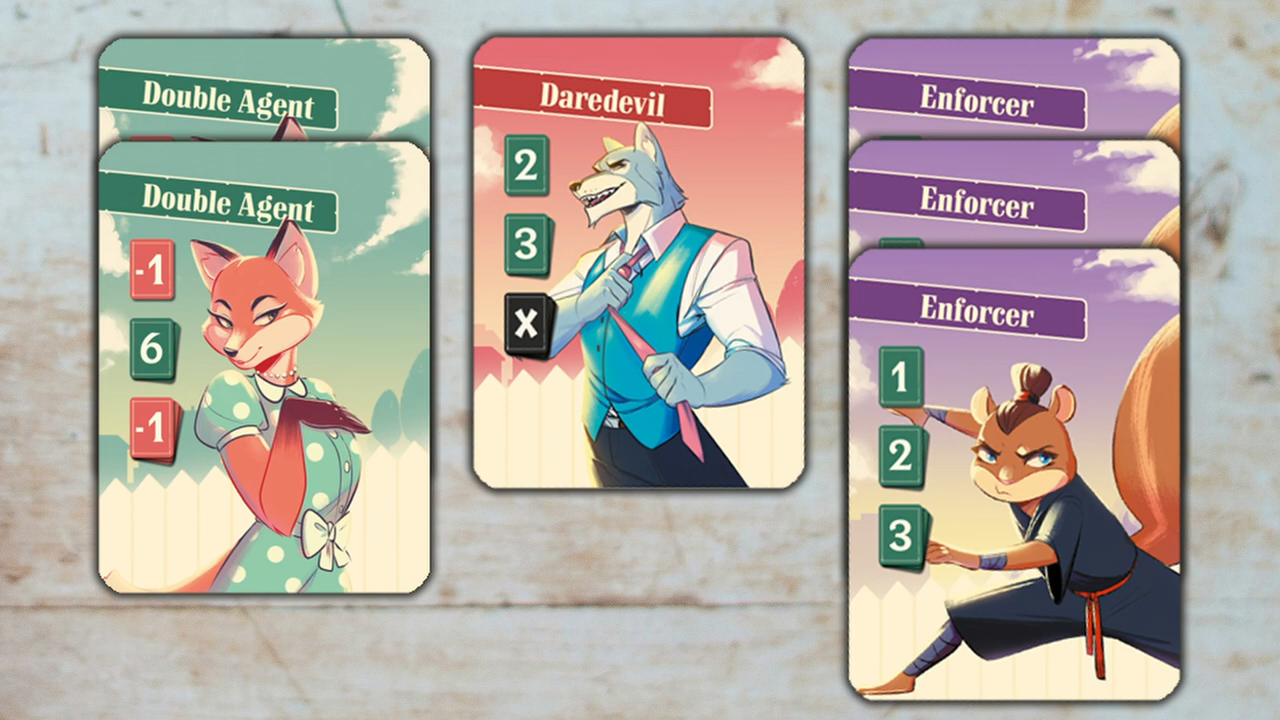 Double Agent
Double Agent
-1
6
-1
Daredevil
2
3
X
Enforcer
Enforcer
Enforcer
1
2
3